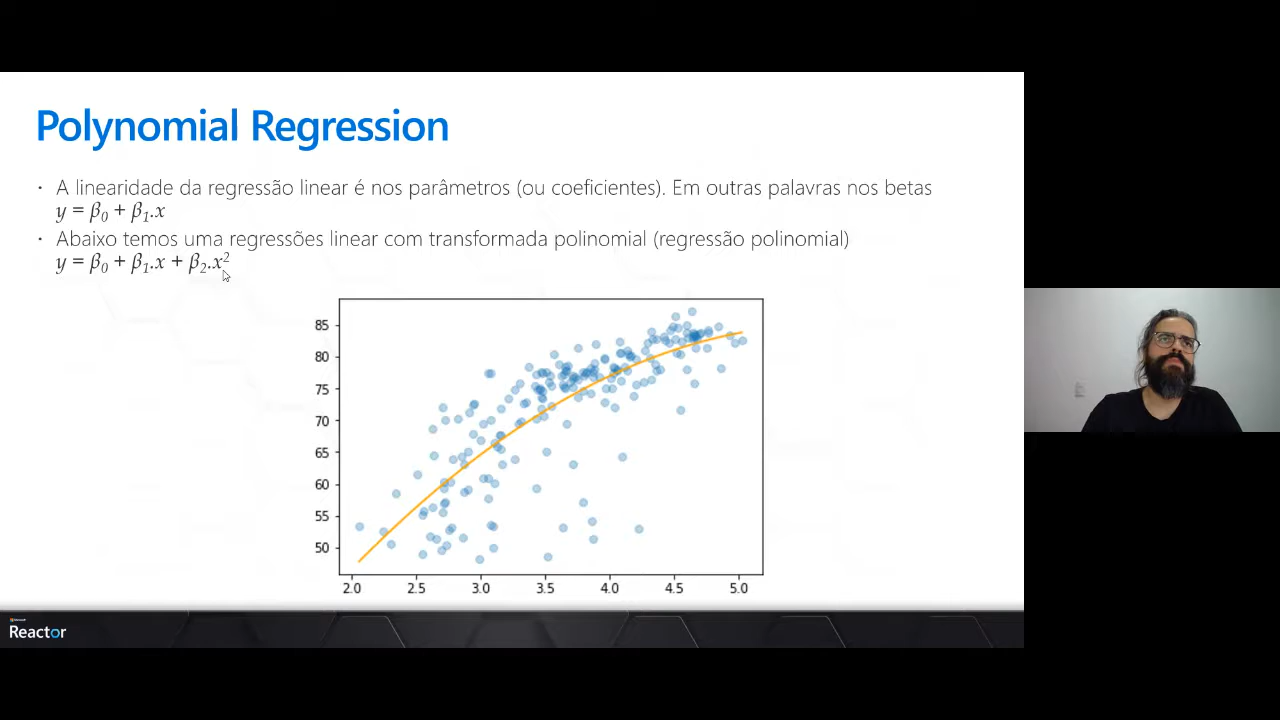 Polynomial Regression
· A linearidade da regressão linear é nos parâmetros (ou coeficientes). Em outras palavras nos betas
y = β0 + β1.x
· Abaixo temos uma regressões linear com transformada polinomial (regressão polinomial)
y = β0 + β1.x + β2.x²
85
80
75
70
65
60
55
50
2.0 2.5 3.0 3.5 4.0 4.5 5.0
Reactor